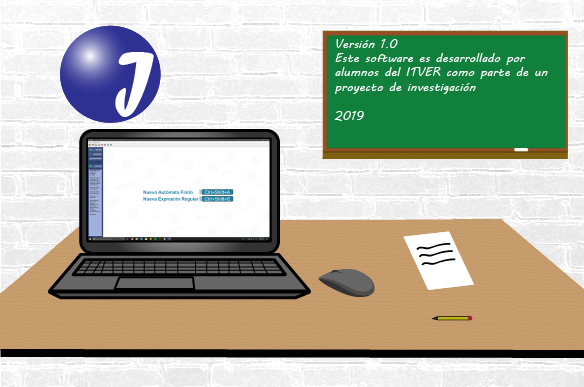 J
Versión 1.0
Este software es desarrollado por
alumnos del ITVER como parte de un
proyecto de investigación
2019
Nuevo Autómata Finito Ctrl+Shift+A
Nueva Expresión Regular Ctrl+Shift+E